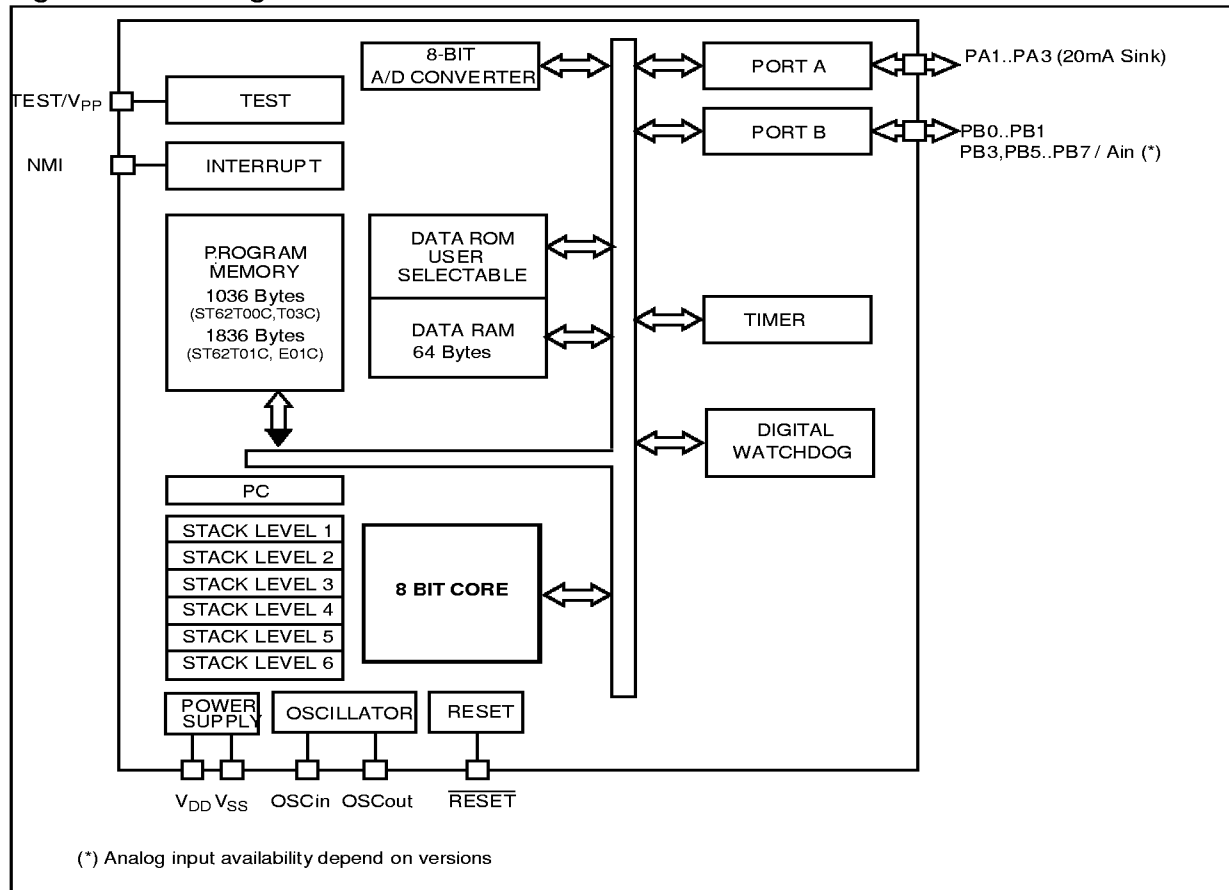 8-BIT
A/D CONVERTER
PORT A
PA1..PA3 (20mA Sink)
TEST/VPP
TEST
PORT B
PB0..PB1
PB3,PB5..PB7 / Ain (*)
NMI
INTERRUPT
PROGRAM
MEMORY
1036 Bytes
(ST62T00C,T03C)
1836 Bytes
(ST62T01C, E01C)
DATA ROM
USER
SELECTABLE
DATA RAM
64 Bytes
TIMER
DIGITAL
WATCHDOG
PC
STACK LEVEL 1
STACK LEVEL 2
STACK LEVEL 3
STACK LEVEL 4
STACK LEVEL 5
STACK LEVEL 6
8 BIT CORE
POWER
SUPPLY
OSCILLATOR
RESET
VDD VSS OSCin OSCout RESET
(*) Analog input availability depend on versions